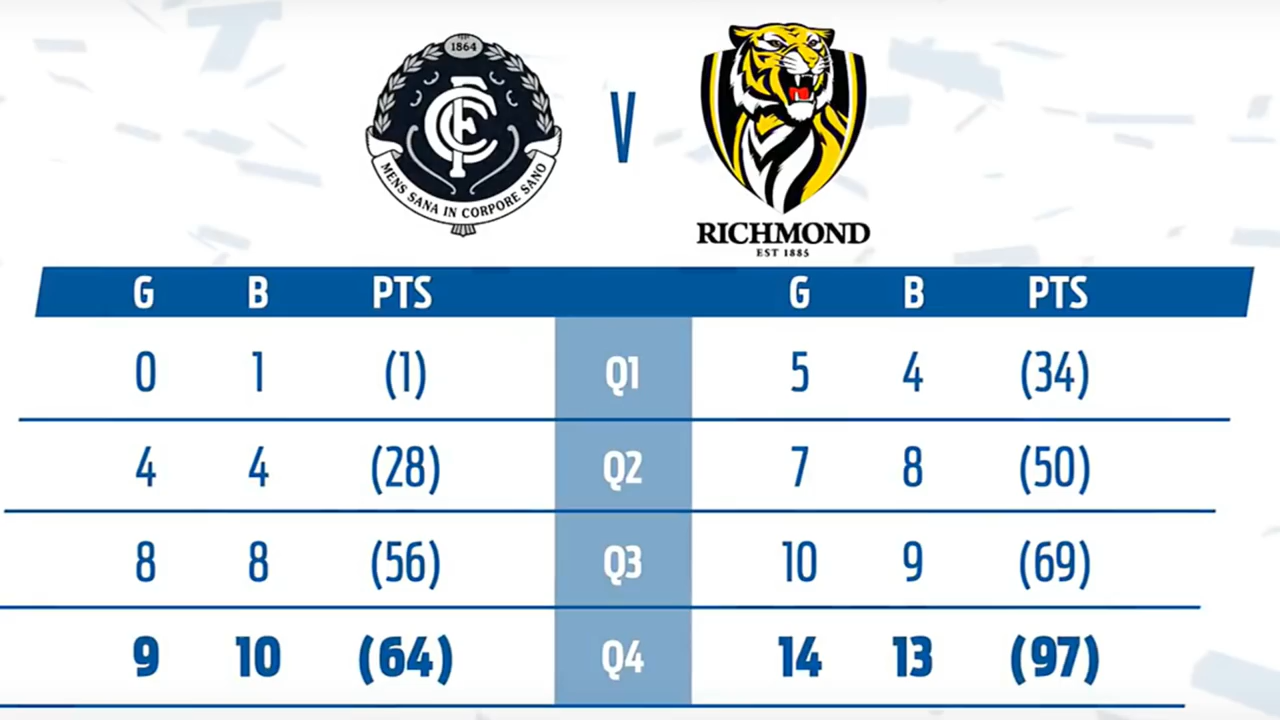 1864
CFC
MENS SANA IN CORPORE SANO
V
RICHMOND
EST 1885
G B PTS G B PTS
0 1 (1) Q1 5 4 (34)
4 4 (28) Q2 7 8 (50)
8 8 (56) Q3 10 9 (69)
9 10 (64) Q4 14 13 (97)